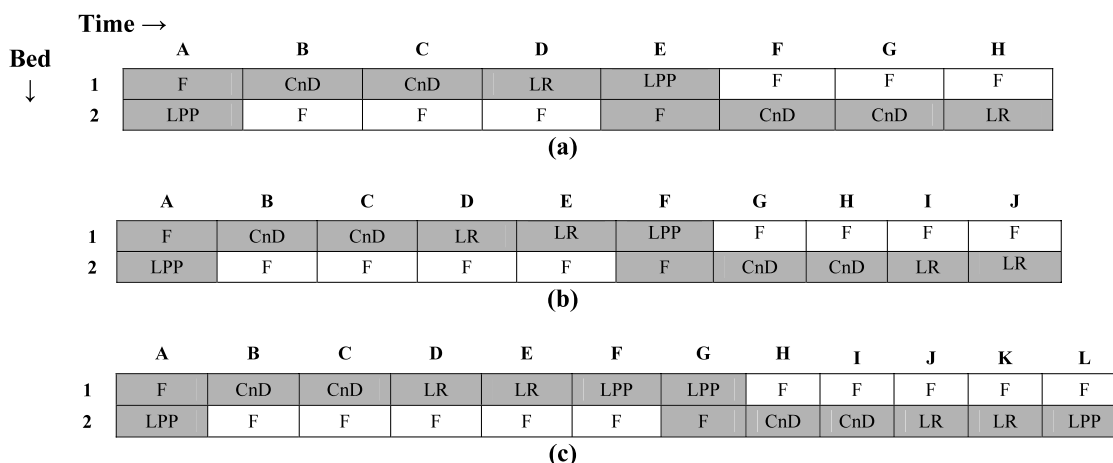 Time →
A B C D E F G H
Bed
↓
1 F CnD CnD LR LPP F F F
2 LPP F F F F CnD CnD LR
(a)
A B C D E F G H I J
1 F CnD CnD LR LR LPP F F F F
2 LPP F F F F F CnD CnD LR LR
(b)
A B C D E F G H I J K L
1 F CnD CnD LR LR LPP LPP F F F F F
2 LPP F F F F F F CnD CnD LR LR LPP
(c)